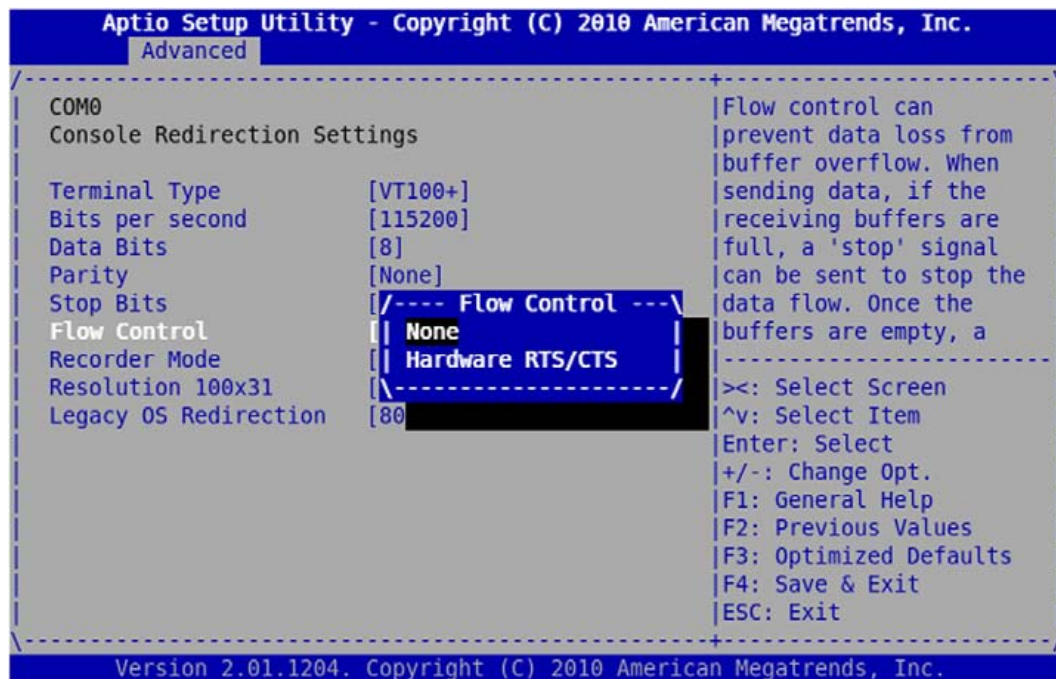 Aptio Setup Utility - Copyright (C) 2010 American Megatrends, Inc.
Advanced
COM0
Console Redirection Settings
Terminal Type [VT100+]
Bits per second [115200]
Data Bits [8]
Parity [None]
Stop Bits [
Flow Control [
Recorder Mode [
Resolution 100x31 [
Legacy OS Redirection [80
/---- Flow Control ---\
None
Hardware RTS/CTS
Flow control can
prevent data loss from
buffer overflow. When
sending data, if the
receiving buffers are
full, a 'stop' signal
can be sent to stop the
data flow. Once the
buffers are empty, a
><: Select Screen
^v: Select Item
Enter: Select
+/-: Change Opt.
F1: General Help
F2: Previous Values
F3: Optimized Defaults
F4: Save & Exit
ESC: Exit
Version 2.01.1204. Copyright (C) 2010 American Megatrends, Inc.